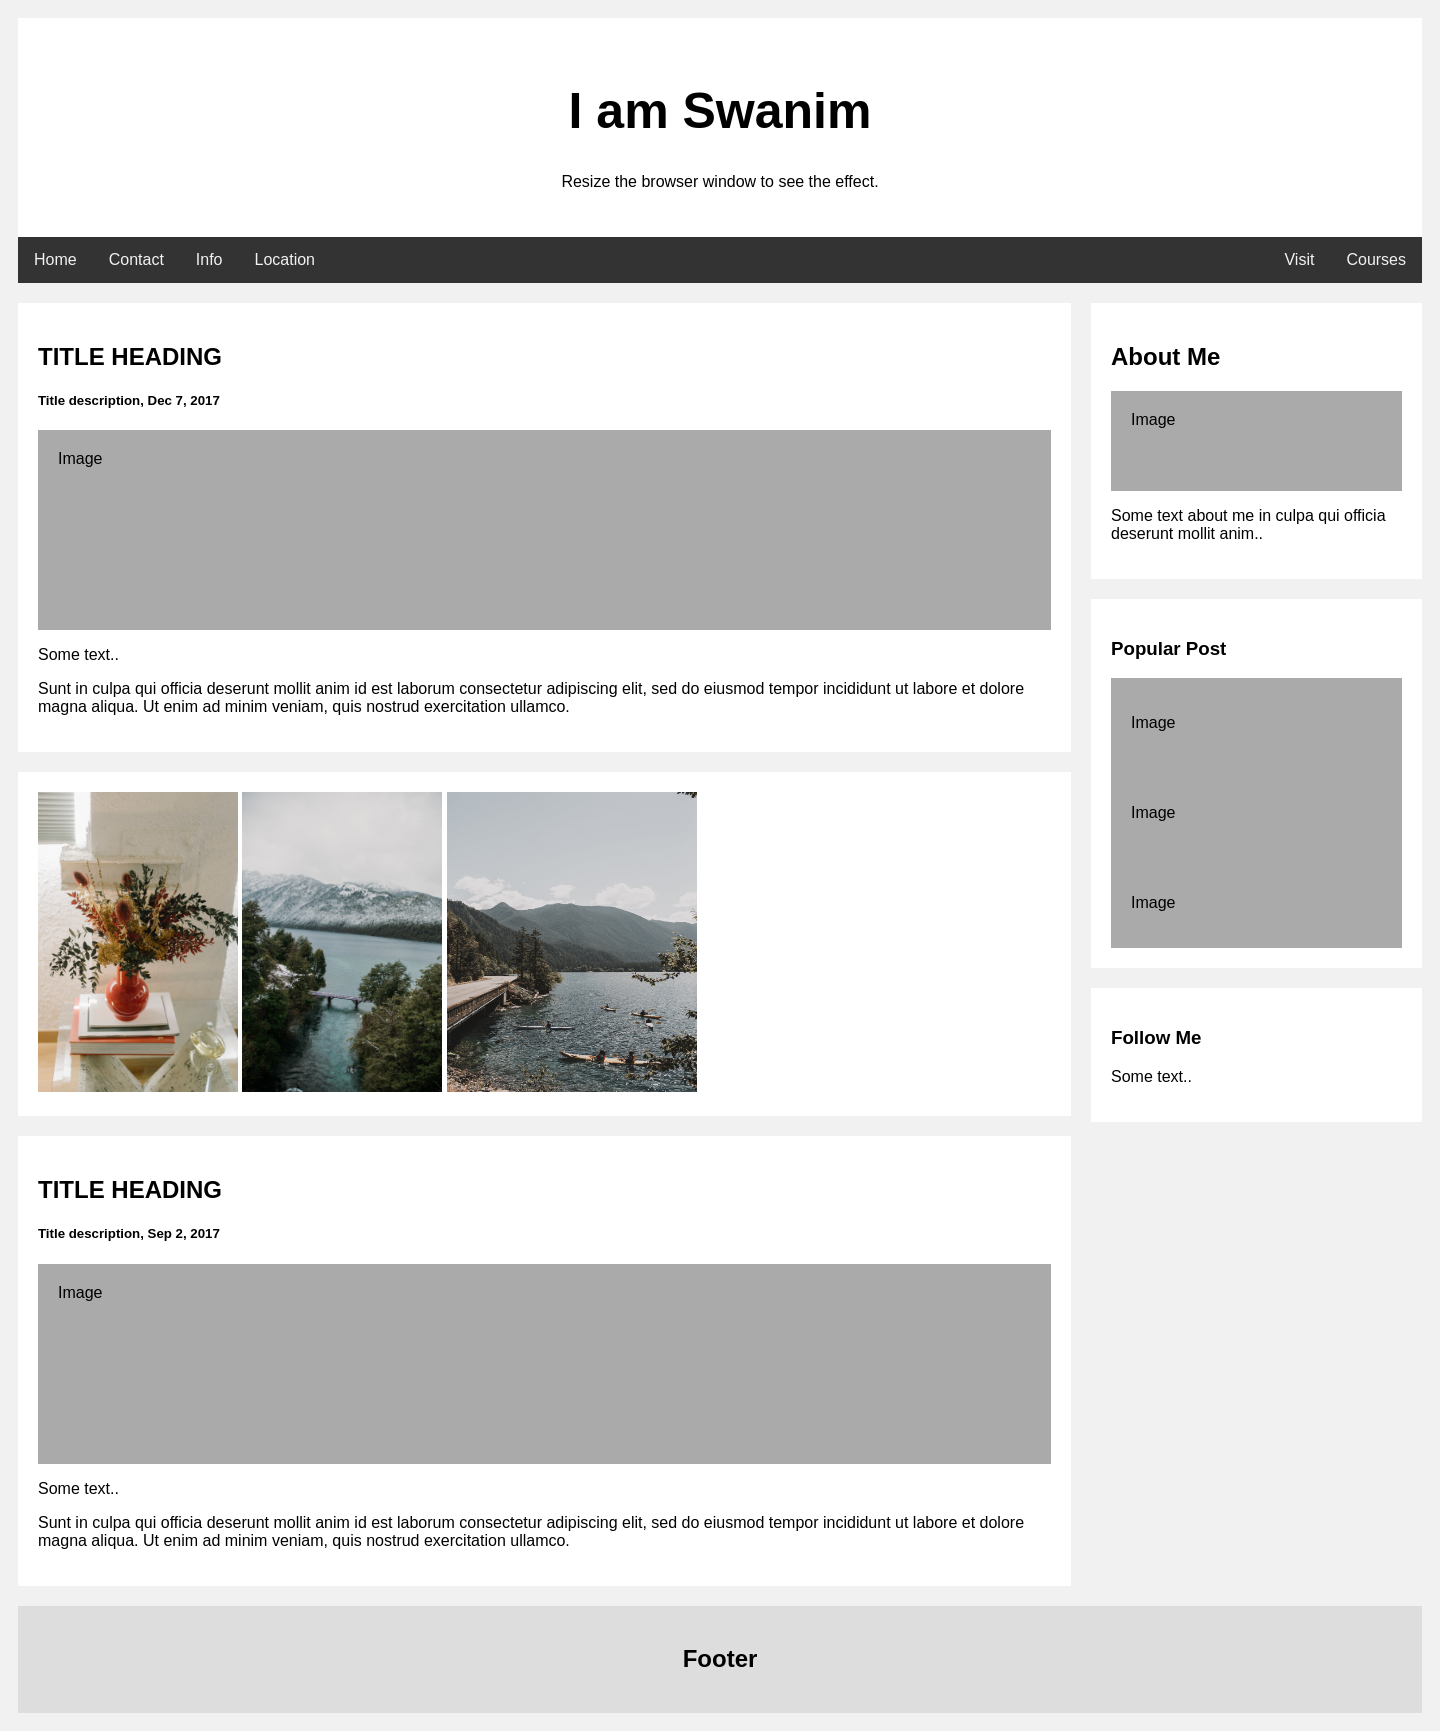 I am Swanim
Resize the browser window to see the effect.
Home Contact Info Location Visit Courses
TITLE HEADING
Title description, Dec 7, 2017
Image
Some text..
Sunt in culpa qui officia deserunt mollit anim id est laborum consectetur adipiscing elit, sed do eiusmod tempor incididunt ut labore et dolore
magna aliqua. Ut enim ad minim veniam, quis nostrud exercitation ullamco.
TITLE HEADING
Title description, Sep 2, 2017
Image
Some text..
Sunt in culpa qui officia deserunt mollit anim id est laborum consectetur adipiscing elit, sed do eiusmod tempor incididunt ut labore et dolore
magna aliqua. Ut enim ad minim veniam, quis nostrud exercitation ullamco.
About Me
Image
Some text about me in culpa qui officia
deserunt mollit anim..
Popular Post
Image
Image
Image
Follow Me
Some text..
Footer